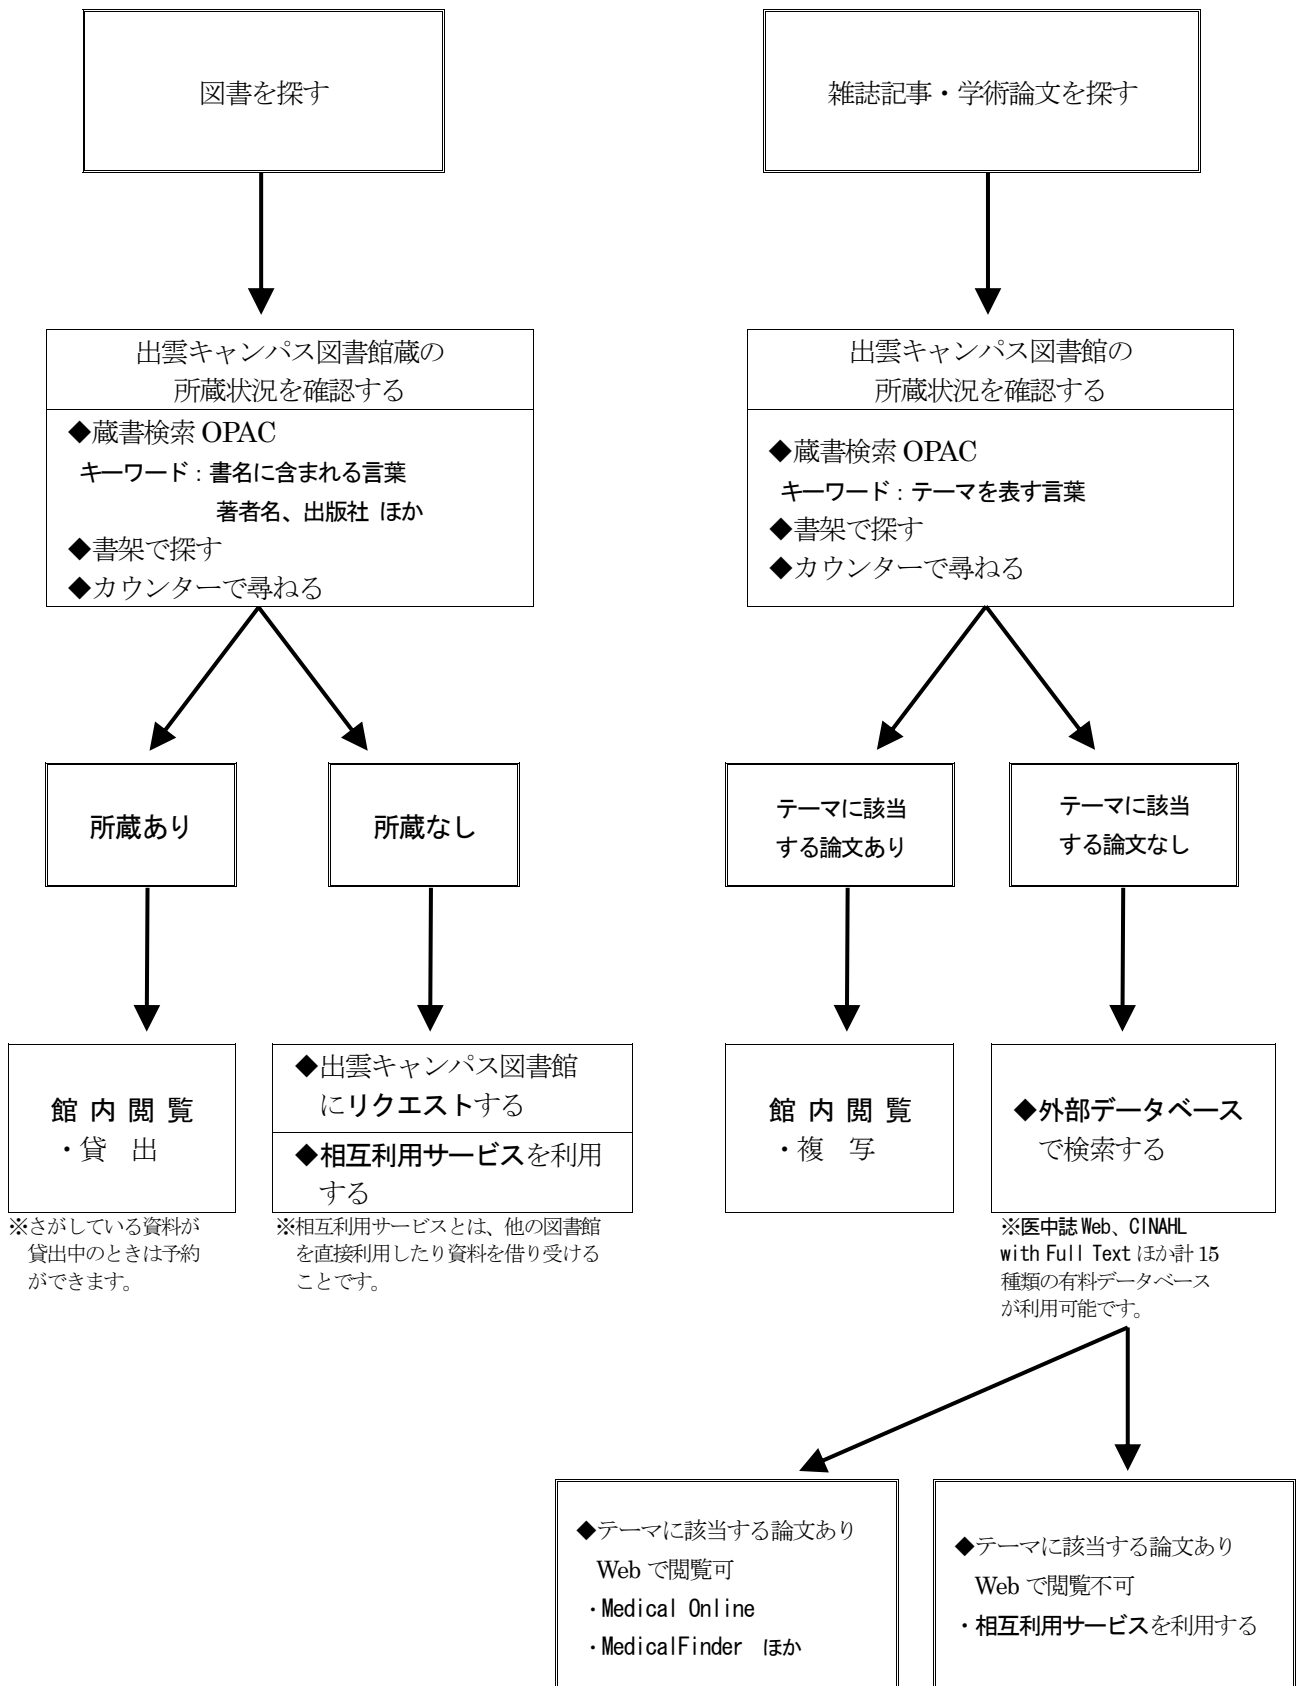 図書を探す
雑誌記事・学術論文を探す
出雲キャンパス図書館蔵の
所蔵状況を確認する
◆蔵書検索 OPAC
キーワード：書名に含まれる言葉
著者名、出版社 ほか
◆書架で探す
◆カウンターで尋ねる
出雲キャンパス図書館の
所蔵状況を確認する
◆蔵書検索 OPAC
キーワード：テーマを表す言葉
◆書架で探す
◆カウンターで尋ねる
所蔵あり
所蔵なし
テーマに該当
する論文あり
テーマに該当
する論文なし
館 内 閲 覧
・貸　出
※さがしている資料が
貸出中のときは予約
ができます。
◆出雲キャンパス図書館
にリクエストする
◆相互利用サービスを利用
する
※相互利用サービスとは、他の図書館
を直接利用したり資料を借り受ける
ことです。
館 内 閲 覧
・複　写
◆外部データベース
で検索する
※医中誌 Web、CINAHL
with Full Text ほか計 15
種類の有料データベース
が利用可能です。
◆テーマに該当する論文あり
Web で閲覧可
・Medical Online
・MedicalFinder　ほか
◆テーマに該当する論文あり
Web で閲覧不可
・相互利用サービスを利用する